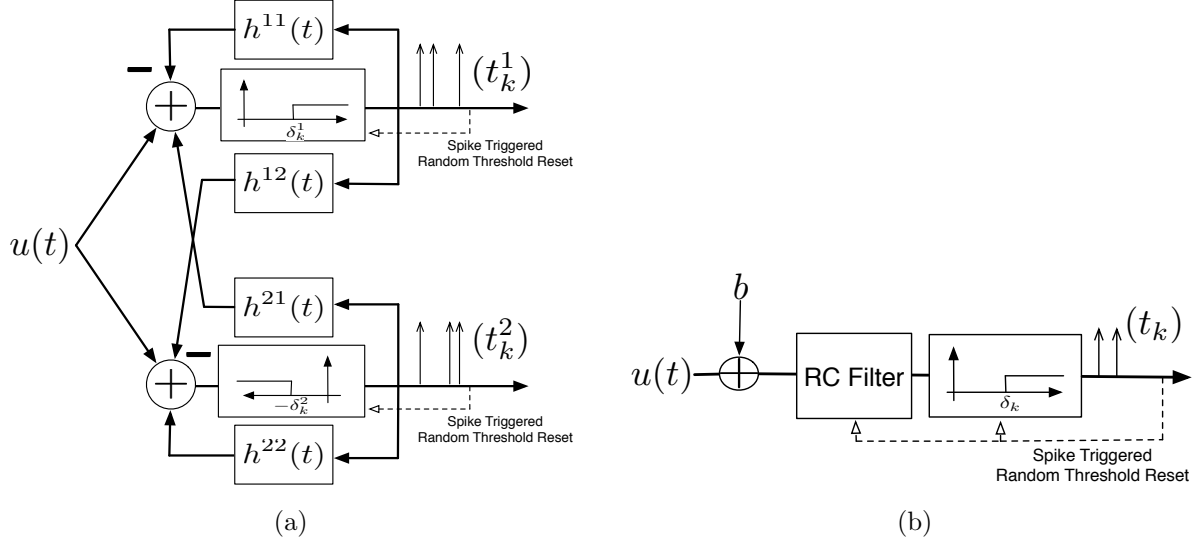 h^{11}(t)
−
+
δ_k^1
(t_k^1)
Spike Triggered
Random Threshold Reset
h^{12}(t)
u(t)
h^{21}(t)
−
+
−δ_k^2
(t_k^2)
Spike Triggered
Random Threshold Reset
h^{22}(t)
(a)
b
u(t)
+
RC Filter
δ_k
(t_k)
Spike Triggered
Random Threshold Reset
(b)